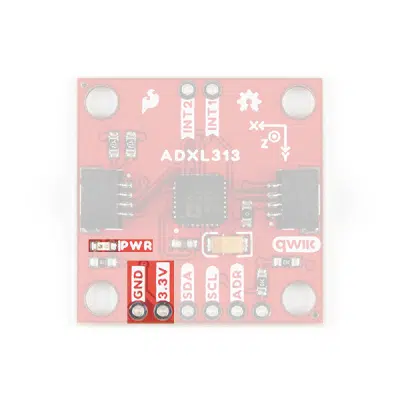 INT2
INT1
X
Z
Y
ADXL313
PWR
qwiic
GND
3.3V
SDA
SCL
ADR